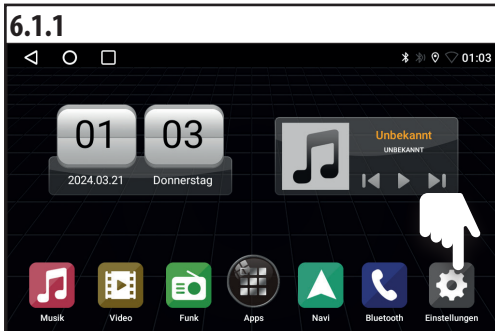 6.1.1
01:03
01 03
Unbekannt
UNBEKANNT
2024.03.21 Donnerstag
Musik Video Funk Apps Navi Bluetooth Einstellungen